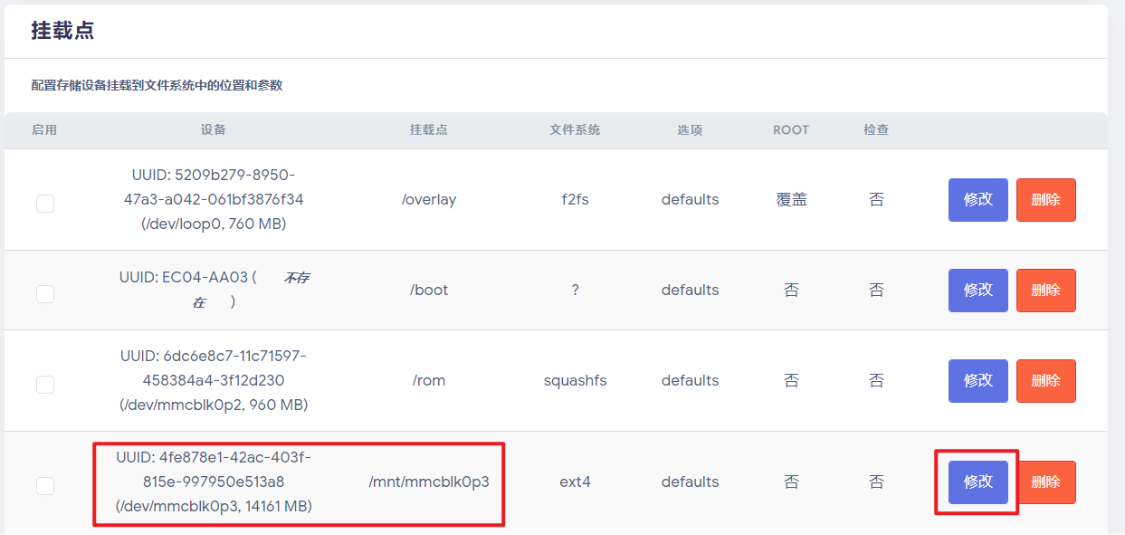 挂载点
配置存储设备挂载到文件系统中的位置和参数
启用 设备 挂载点 文件系统 选项 ROOT 检查
UUID: 5209b279-8950-
47a3-a042-061bf3876f34 /overlay f2fs defaults 覆盖 否 修改 删除
(/dev/loop0, 760 MB)
UUID: EC04-AA03 ( 不存
在 ) /boot ? defaults 否 否 修改 删除
UUID: 6dc6e8c7-11c71597-
458384a4-3f12d230 /rom squashfs defaults 否 否 修改 删除
(/dev/mmcblk0p2, 960 MB)
UUID: 4fe878e1-42ac-403f-
815e-997950e513a8 /mnt/mmcblk0p3 ext4 defaults 否 否 修改 删除
(/dev/mmcblk0p3, 14161 MB)